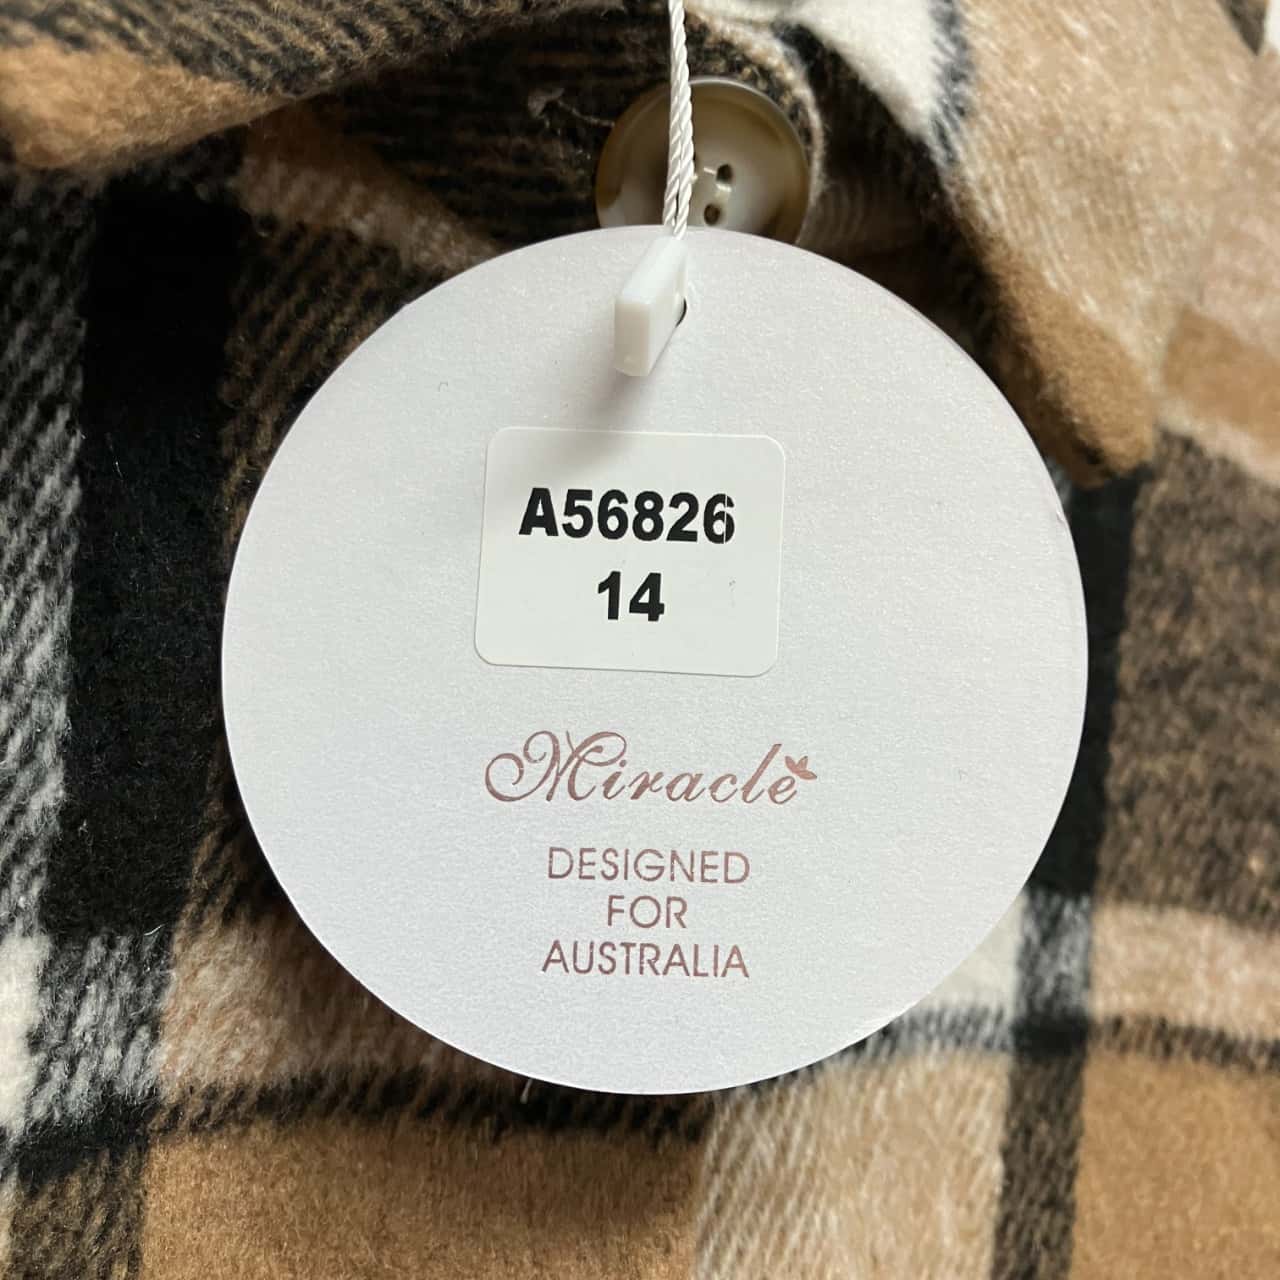 A56826
14
Miracle
DESIGNED
FOR
AUSTRALIA